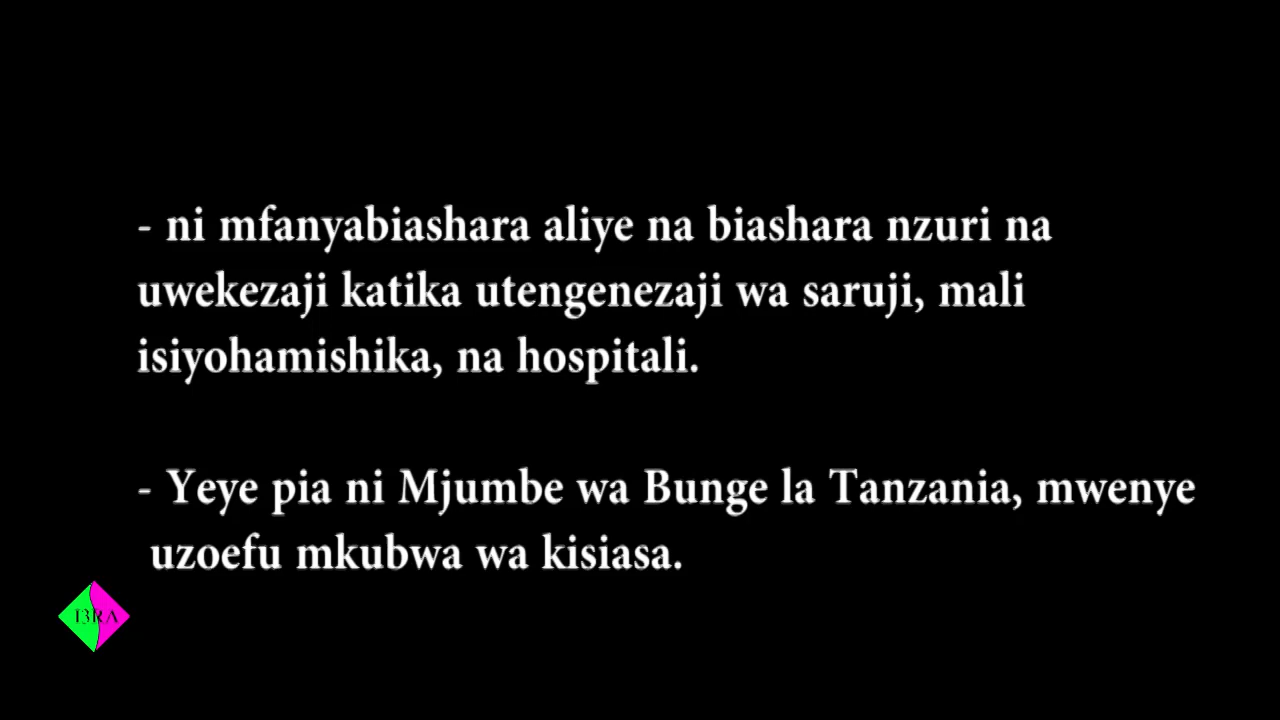 - ni mfanyabiashara aliye na biashara nzuri na
uwekezaji katika utengenezaji wa saruji, mali
isiyohamishika, na hospitali.
- Yeye pia ni Mjumbe wa Bunge la Tanzania, mwenye
uzoefu mkubwa wa kisiasa.